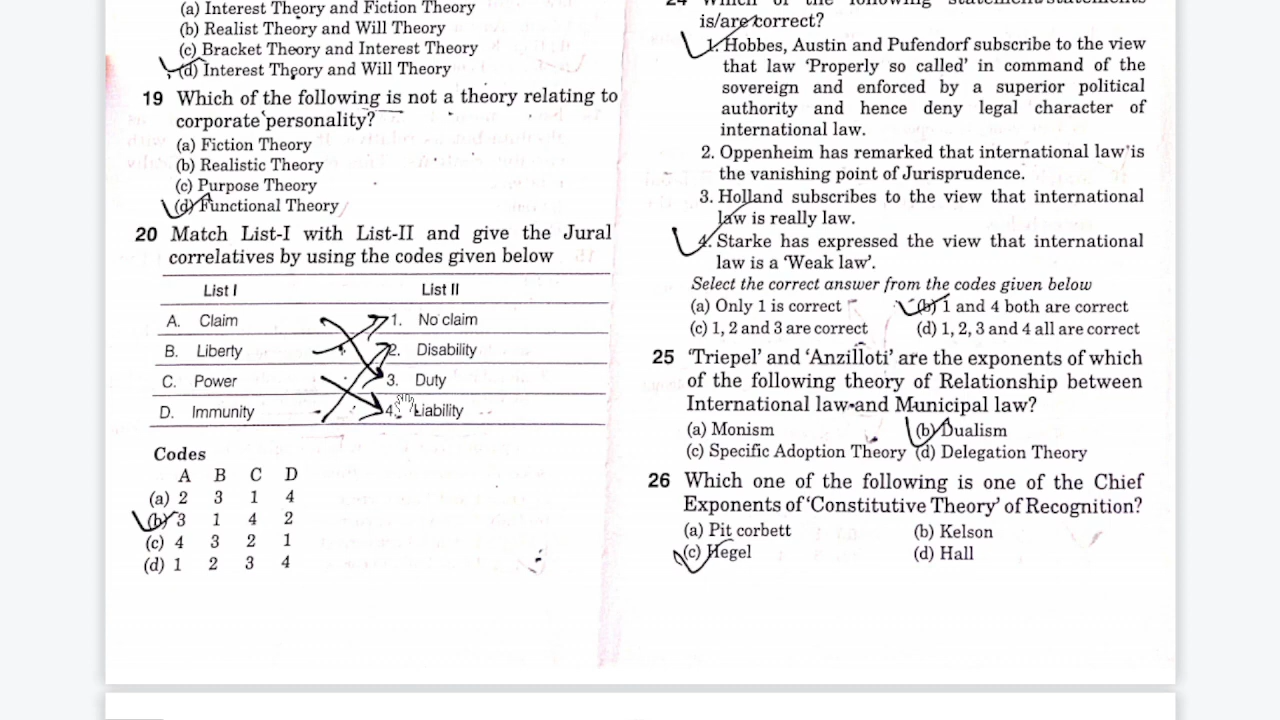 (a) Interest Theory and Fiction Theory
(b) Realist Theory and Will Theory
(c) Bracket Theory and Interest Theory
(d) Interest Theory and Will Theory
19 Which of the following is not a theory relating to
corporate personality?
(a) Fiction Theory
(b) Realistic Theory
(c) Purpose Theory
(d) Functional Theory
20 Match List-I with List-II and give the Jural
correlatives by using the codes given below
List I List II
A. Claim 1. No claim
B. Liberty 2. Disability
C. Power 3. Duty
D. Immunity 4. Liability
Codes
A B C D
(a) 2 3 1 4
(b) 3 1 4 2
(c) 4 3 2 1
(d) 1 2 3 4
24 Which of the following statement/statements
is/are correct?
1. Hobbes, Austin and Pufendorf subscribe to the view
that law 'Properly so called' in command of the
sovereign and enforced by a superior political
authority and hence deny legal character of
international law.
2. Oppenheim has remarked that international law is
the vanishing point of Jurisprudence.
3. Holland subscribes to the view that international
law is really law.
4. Starke has expressed the view that international
law is a 'Weak law'.
Select the correct answer from the codes given below
(a) Only 1 is correct (b) 1 and 4 both are correct
(c) 1, 2 and 3 are correct (d) 1, 2, 3 and 4 all are correct
25 'Triepel' and 'Anzilloti' are the exponents of which
of the following theory of Relationship between
International law and Municipal law?
(a) Monism (b) Dualism
(c) Specific Adoption Theory (d) Delegation Theory
26 Which one of the following is one of the Chief
Exponents of 'Constitutive Theory' of Recognition?
(a) Pit corbett (b) Kelson
(c) Hegel (d) Hall